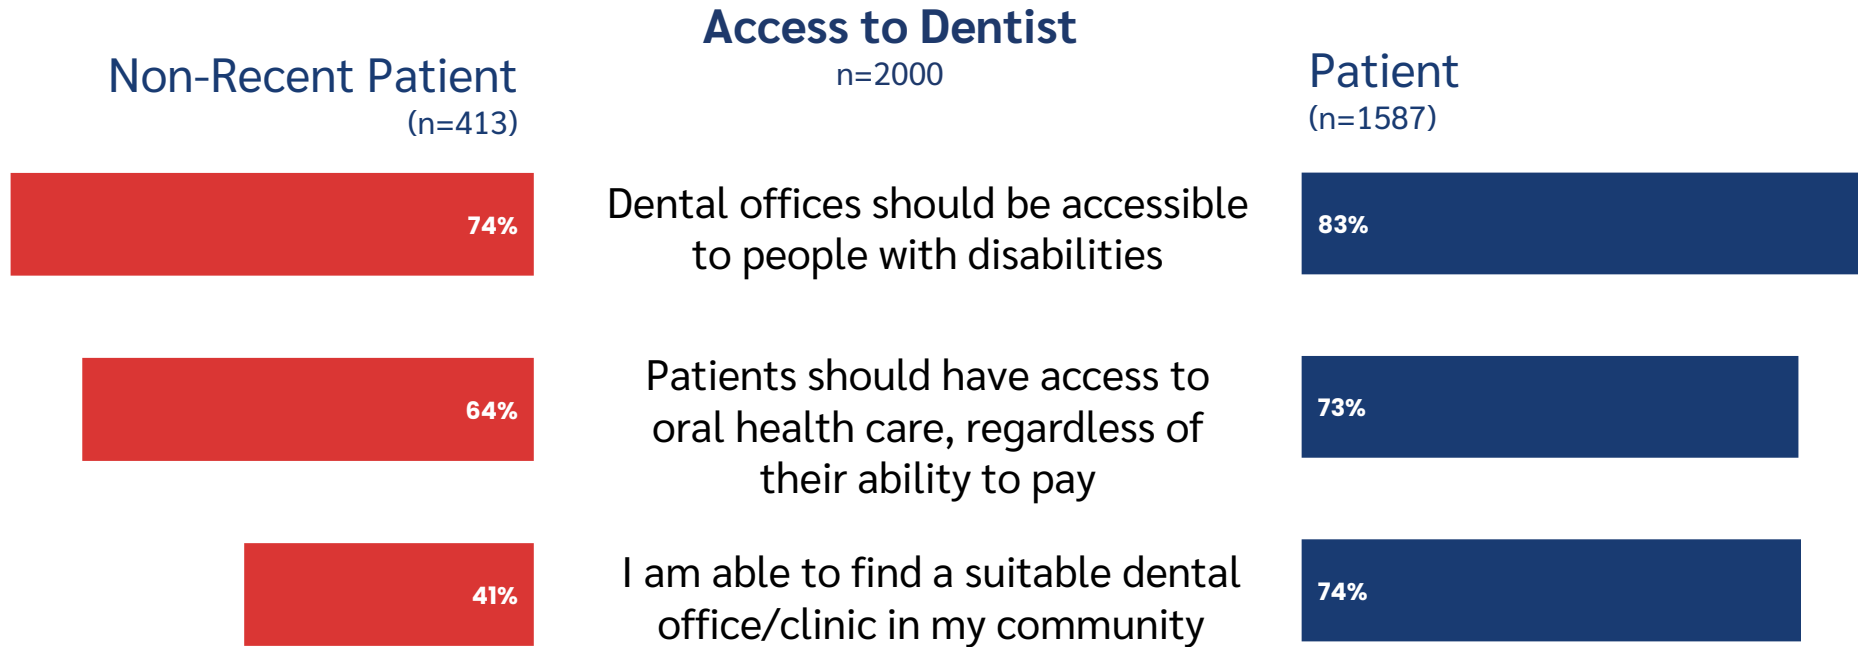 Access to Dentist
n=2000
Non-Recent Patient
(n=413)
Patient
(n=1587)
74%
Dental offices should be accessible
to people with disabilities
83%
64%
Patients should have access to
oral health care, regardless of
their ability to pay
73%
41%
I am able to find a suitable dental
office/clinic in my community
74%